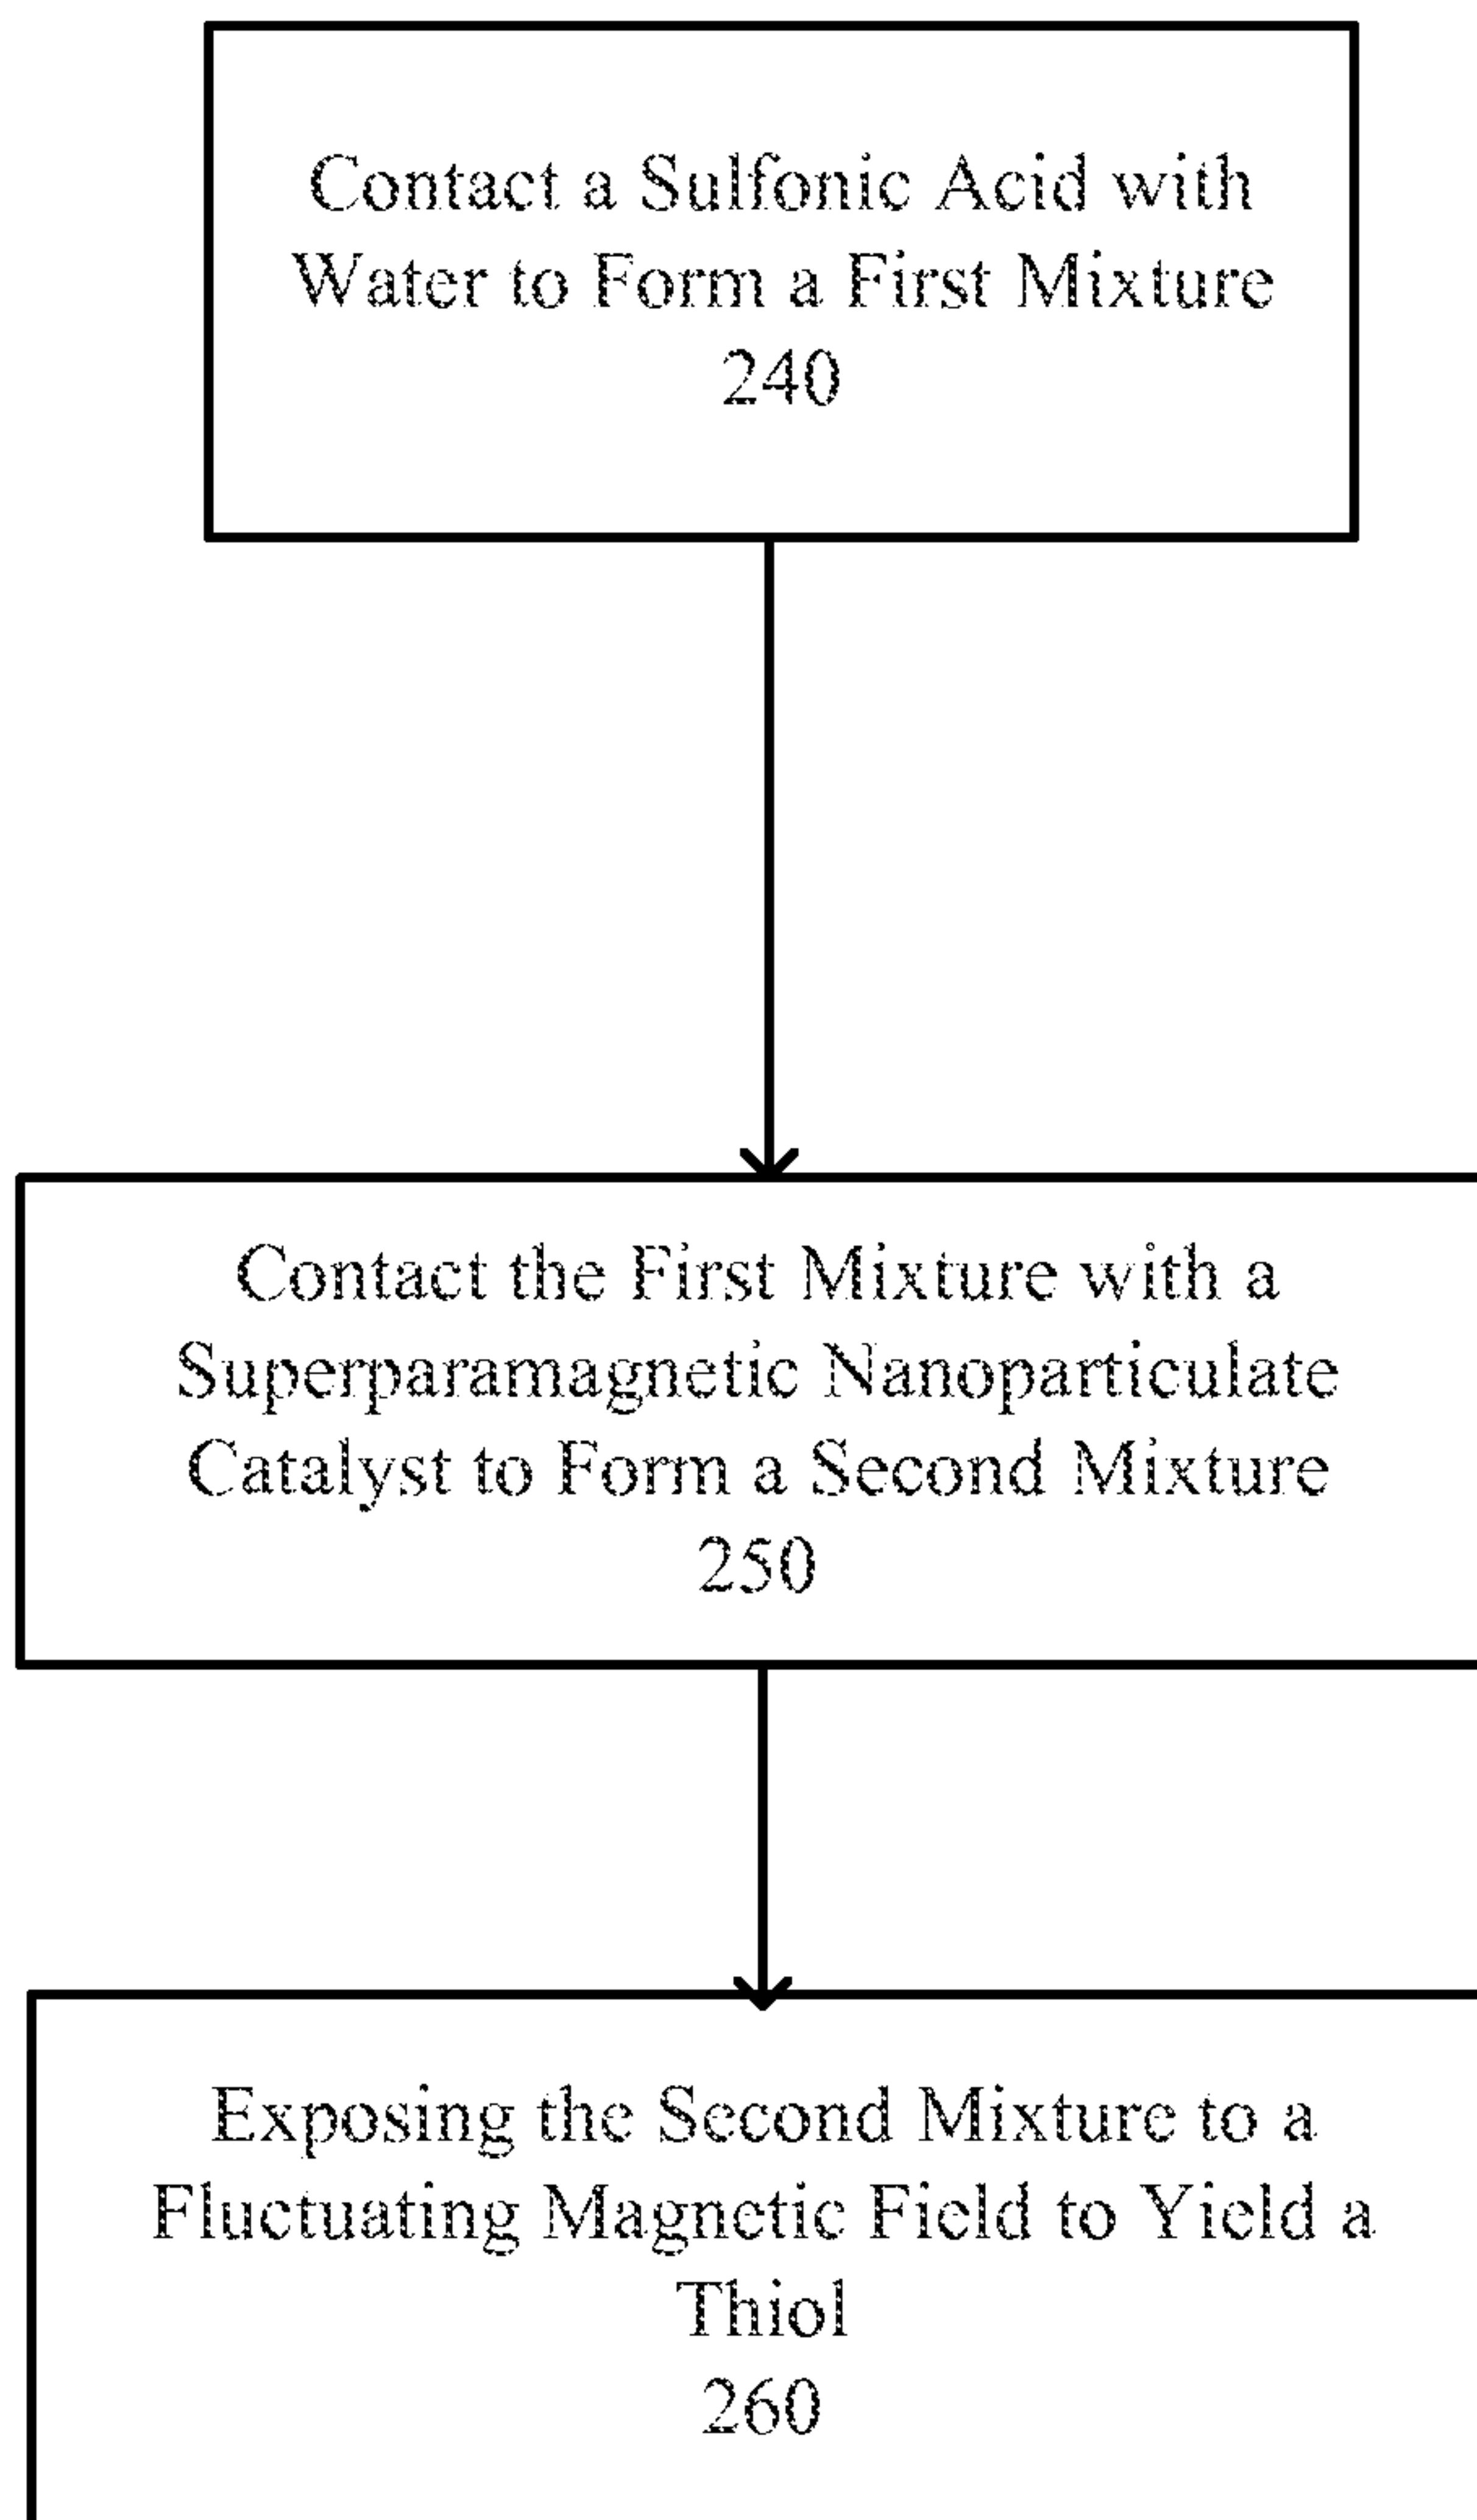 Contact a Sulfonic Acid with
Water to Form a First Mixture
240
Contact the First Mixture with a
Superparamagnetic Nanoparticulate
Catalyst to Form a Second Mixture
250
Exposing the Second Mixture to a
Fluctuating Magnetic Field to Yield a
Thiol
260